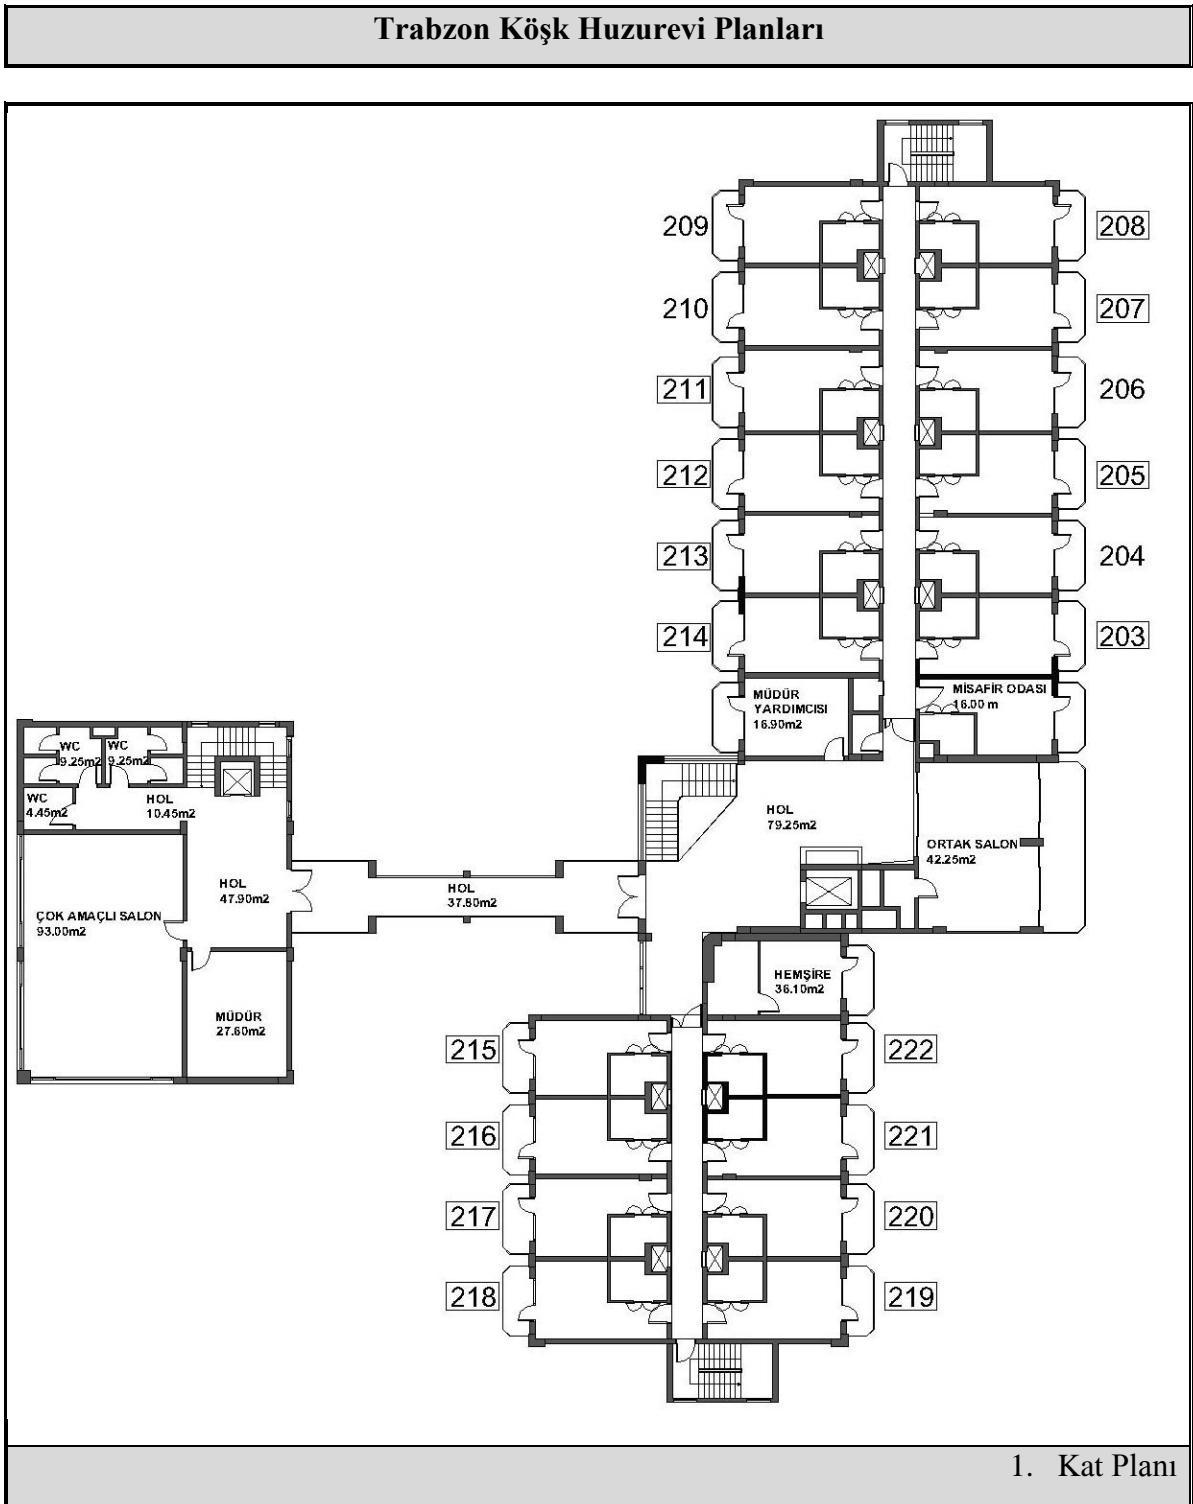 Trabzon Köşk Huzurevi Planları
209
208
210
207
211
206
212
205
213
204
214
203
MÜDÜR
YARDIMCISI
16.90m2
MİSAFİR ODASI
16.00 m
WC
9.25m2
WC
9.25m2
WC
4.45m2
HOL
10.45m2
HOL
79.25m2
ORTAK SALON
42.25m2
HOL
47.90m2
HOL
37.80m2
ÇOK AMAÇLI SALON
93.00m2
HEMŞİRE
36.10m2
MÜDÜR
27.60m2
215
222
216
221
217
220
218
219
1. Kat Planı